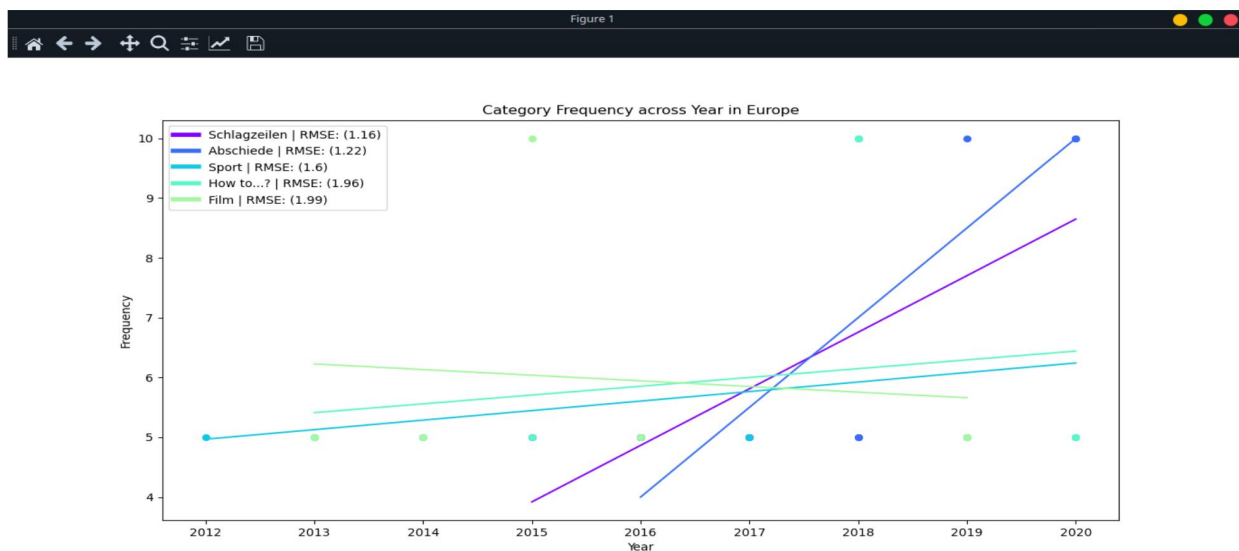 Figure 1
Category Frequency across Year in Europe
Schlagzeilen | RMSE: (1.16)
Abschiede | RMSE: (1.22)
Sport | RMSE: (1.6)
How to...? | RMSE: (1.96)
Film | RMSE: (1.99)
Frequency
10
9
8
7
6
5
4
2012 2013 2014 2015 2016 2017 2018 2019 2020
Year